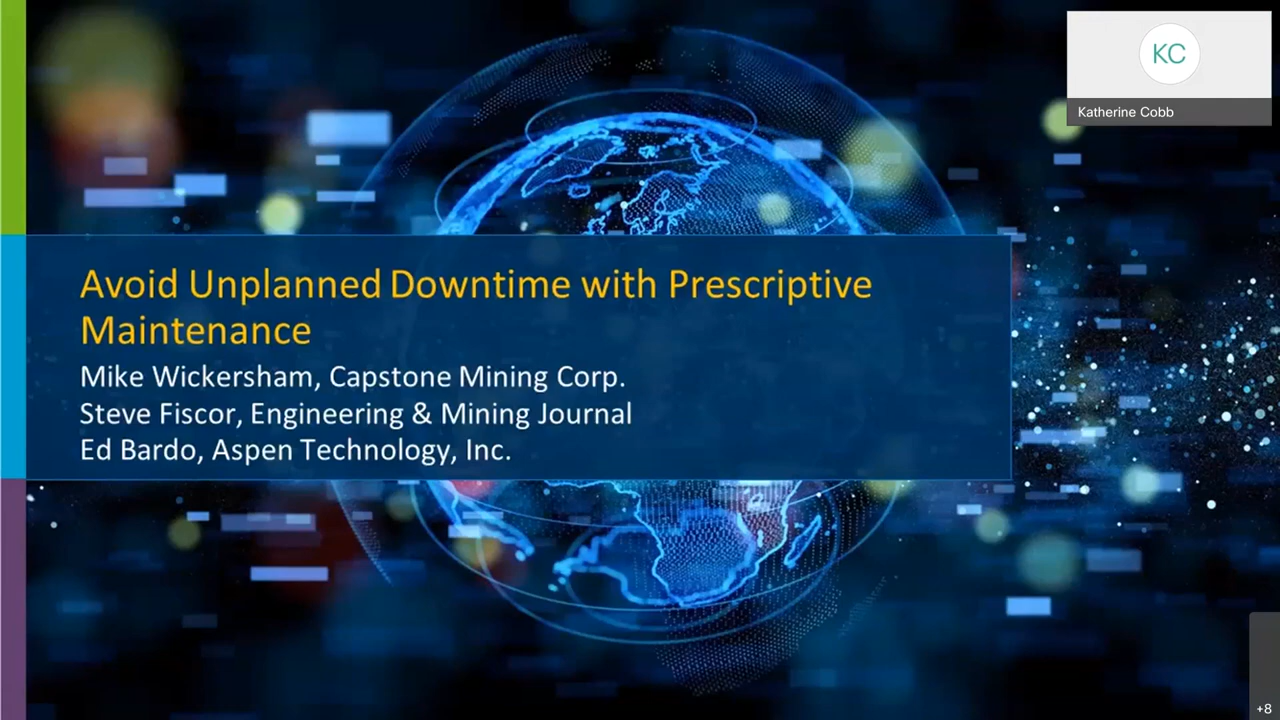 KC
Katherine Cobb
Avoid Unplanned Downtime with Prescriptive
Maintenance
Mike Wickersham, Capstone Mining Corp.
Steve Fiscor, Engineering & Mining Journal
Ed Bardo, Aspen Technology, Inc.
+8